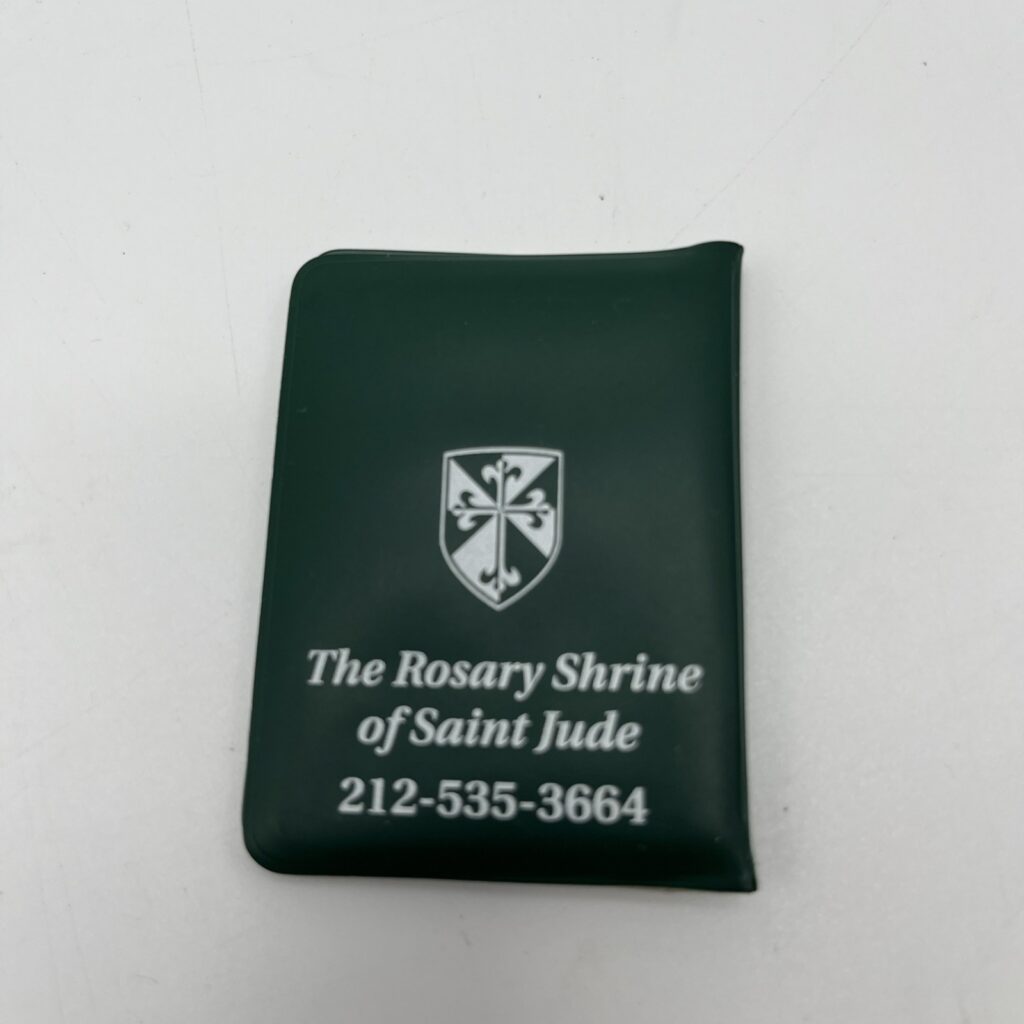 The Rosary Shrine
of Saint Jude
212-535-3664